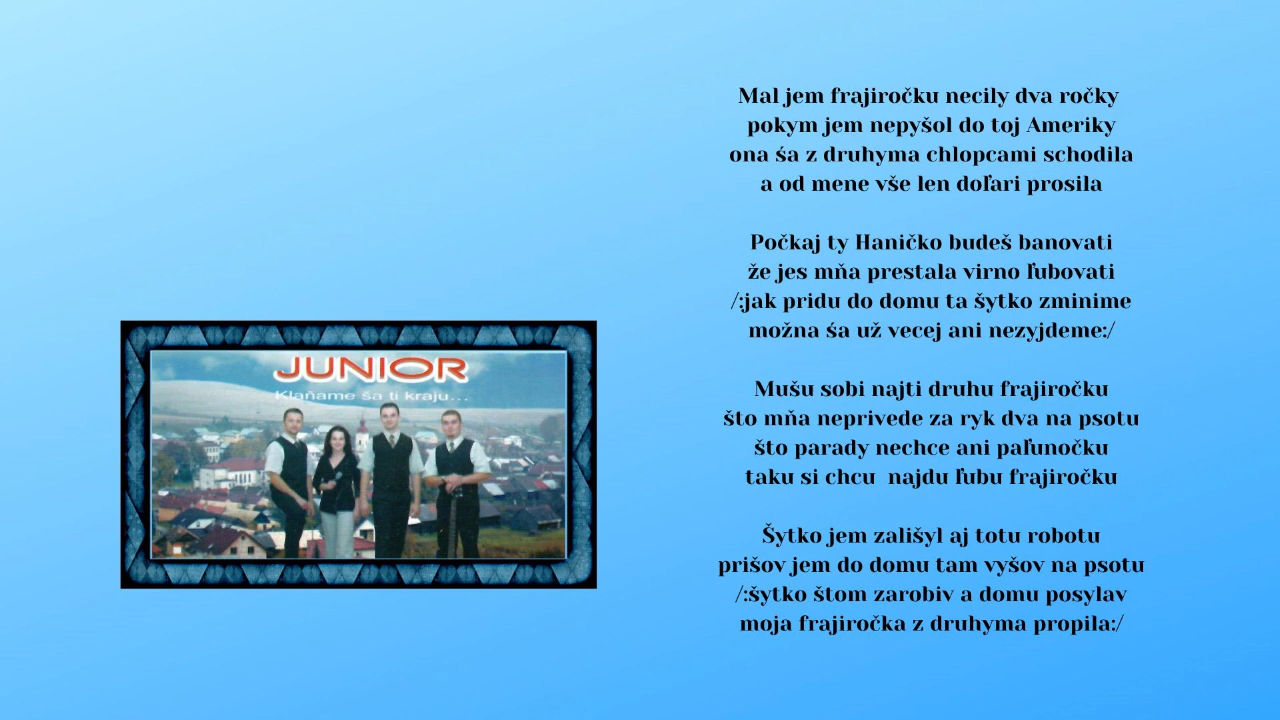 JUNIOR
Klaňame ša ti kraju...
Mal jem frajiročku necily dva ročky
pokym jem nepyšol do toj Ameriky
ona śa z druhyma chlopcami schodila
a od mene vše len doľari prosila
Počkaj ty Haničko budeš banovati
že jes mňa prestala virno ľubovati
/:jak pridu do domu ta šytko zminime
možna śa už vecej ani nezyjdeme:/
Mušu sobi najti druhu frajiročku
što mňa neprivede za ryk dva na psotu
što parady nechce ani paľunočku
taku si chcu  najdu ľubu frajiročku
Šytko jem zališyl aj totu robotu
prišov jem do domu tam vyšov na psotu
/:šytko štom zarobiv a domu posylav
moja frajiročka z druhyma propila:/